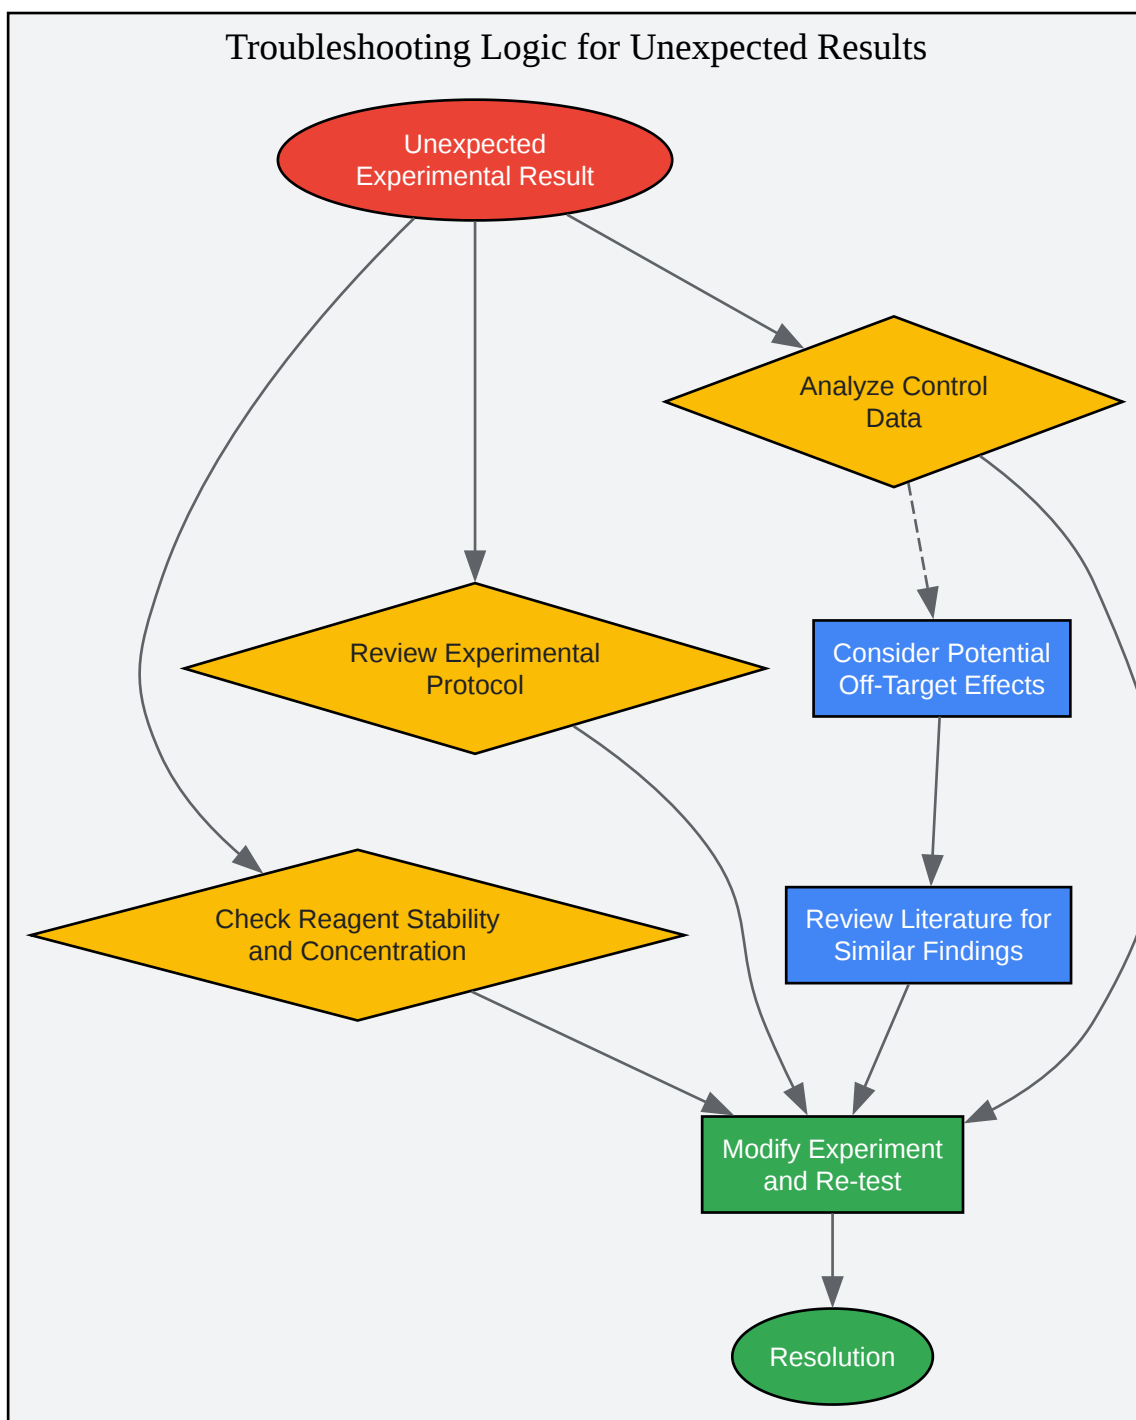 Troubleshooting Logic for Unexpected Results
Unexpected
Experimental Result
Analyze Control
Data
Review Experimental
Protocol
Consider Potential
Off-Target Effects
Check Reagent Stability
and Concentration
Review Literature for
Similar Findings
Modify Experiment
and Re-test
Resolution